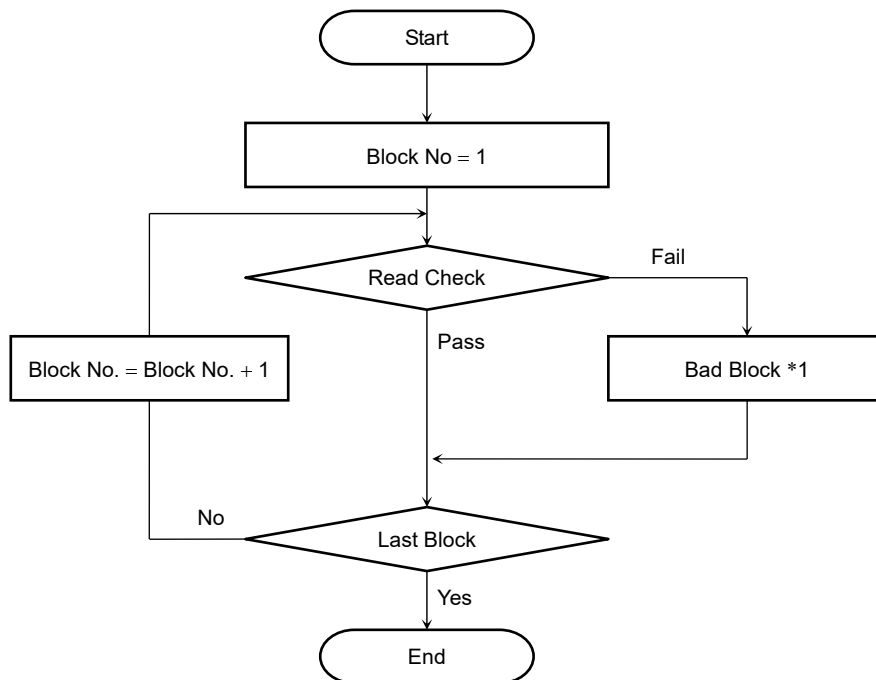 Start
Block No = 1
Read Check
Fail
Pass
Block No. = Block No. + 1
Bad Block *1
No
Last Block
Yes
End